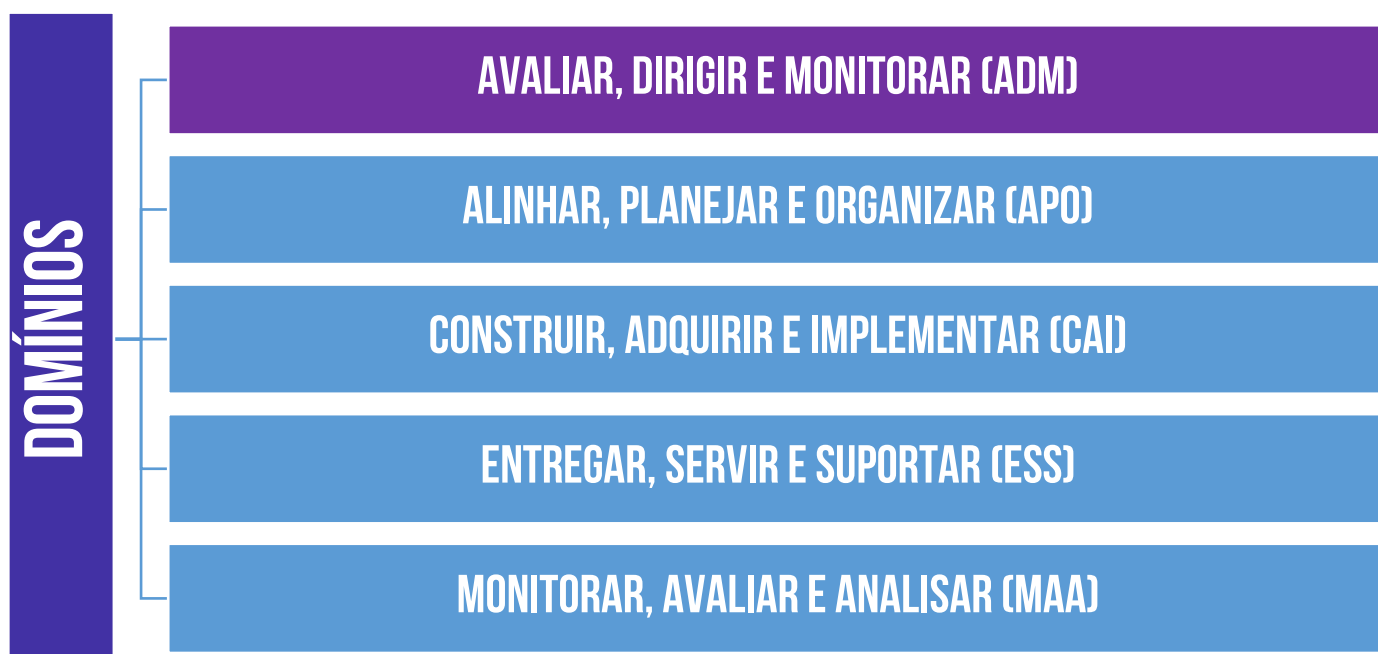 DOMÍNIOS
AVALIAR, DIRIGIR E MONITORAR (ADM)
ALINHAR, PLANEJAR E ORGANIZAR (APO)
CONSTRUIR, ADQUIRIR E IMPLEMENTAR (CAI)
ENTREGAR, SERVIR E SUPORTAR (ESS)
MONITORAR, AVALIAR E ANALISAR (MAA)